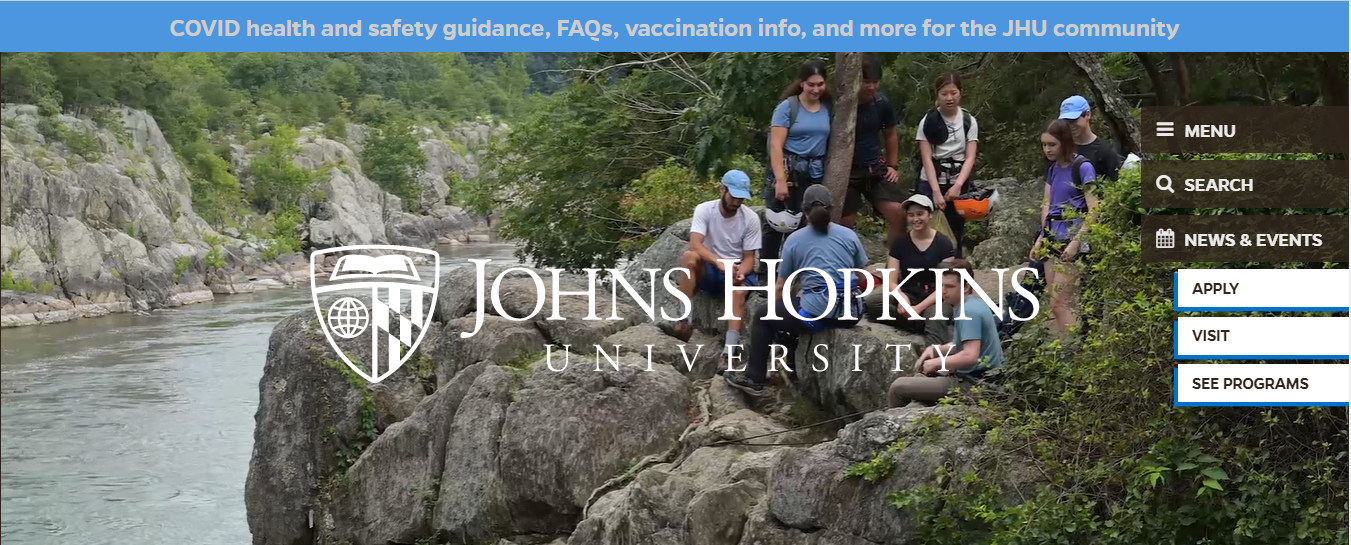 COVID health and safety guidance, FAQs, vaccination info, and more for the JHU community
MENU
SEARCH
NEWS & EVENTS
APPLY
VISIT
SEE PROGRAMS
JOHNS HOPKINS
UNIVERSITY